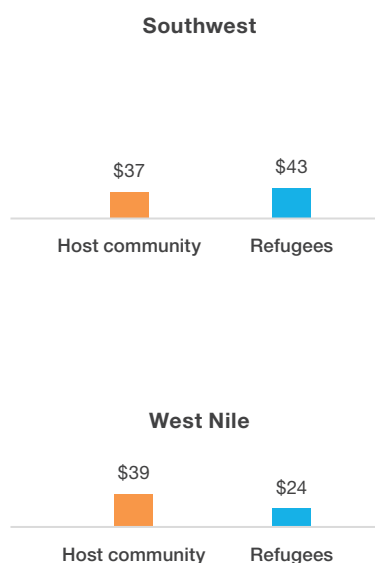 Southwest
$37 $43
Host community Refugees
West Nile
$39 $24
Host community Refugees